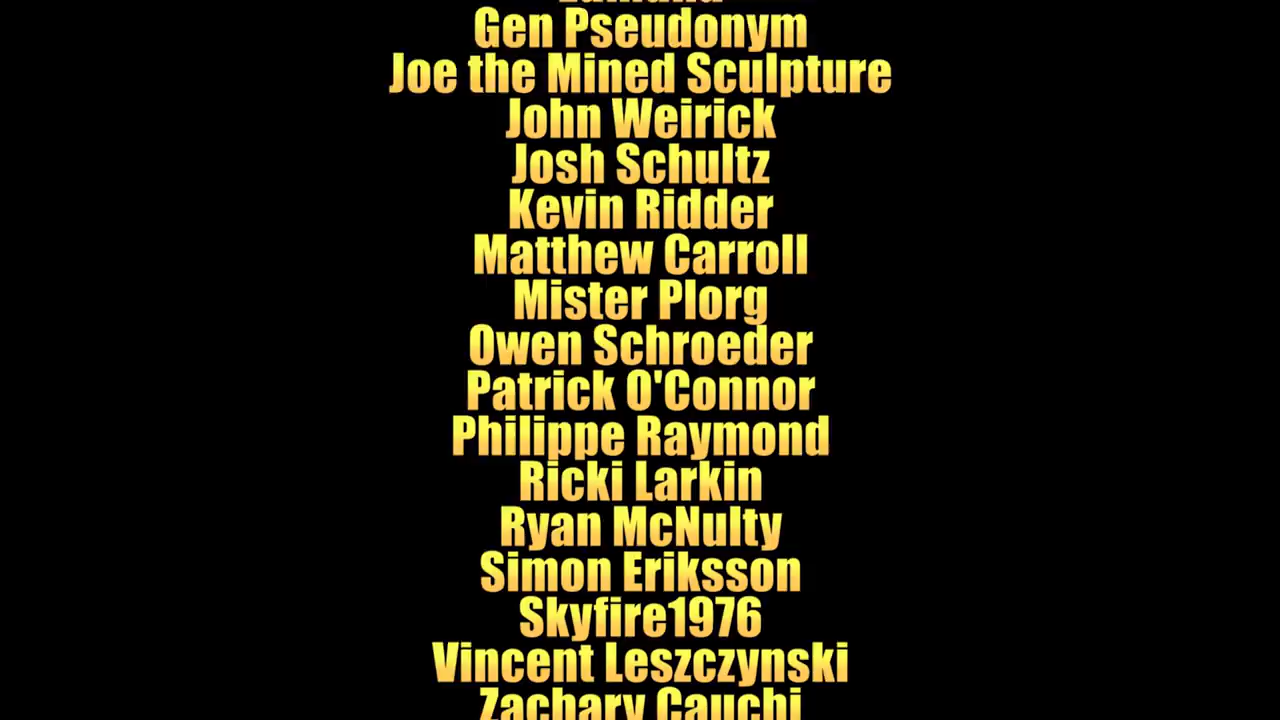 Gen Pseudonym
Joe the Mined Sculpture
John Weirick
Josh Schultz
Kevin Ridder
Matthew Carroll
Mister Plorg
Owen Schroeder
Patrick O'Connor
Philippe Raymond
Ricki Larkin
Ryan McNulty
Simon Eriksson
Skyfire1976
Vincent Leszczynski
Zachary Cauchi